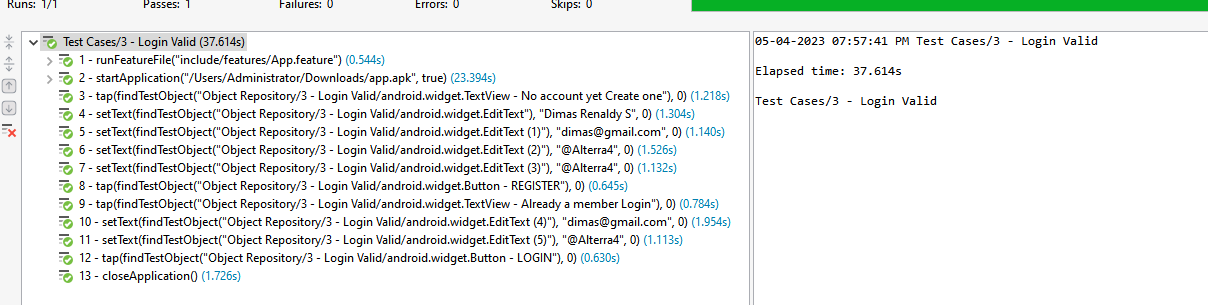 Runs: 1/1 Passes: 1 Failures: 0 Errors: 0 Skips: 0
Test Cases/3 - Login Valid (37.614s)
1 - runFeatureFile("include/features/App.feature") (0.544s)
2 - startApplication("/Users/Administrator/Downloads/app.apk", true) (23.394s)
3 - tap(findTestObject("Object Repository/3 - Login Valid/android.widget.TextView - No account yet Create one"), 0) (1.218s)
4 - setText(findTestObject("Object Repository/3 - Login Valid/android.widget.EditText"), "Dimas Renaldy S", 0) (1.304s)
5 - setText(findTestObject("Object Repository/3 - Login Valid/android.widget.EditText (1)"), "dimas@gmail.com", 0) (1.140s)
6 - setText(findTestObject("Object Repository/3 - Login Valid/android.widget.EditText (2)"), "@Alterra4", 0) (1.526s)
7 - setText(findTestObject("Object Repository/3 - Login Valid/android.widget.EditText (3)"), "@Alterra4", 0) (1.132s)
8 - tap(findTestObject("Object Repository/3 - Login Valid/android.widget.Button - REGISTER"), 0) (0.645s)
9 - tap(findTestObject("Object Repository/3 - Login Valid/android.widget.TextView - Already a member Login"), 0) (0.784s)
10 - setText(findTestObject("Object Repository/3 - Login Valid/android.widget.EditText (4)"), "dimas@gmail.com", 0) (1.954s)
11 - setText(findTestObject("Object Repository/3 - Login Valid/android.widget.EditText (5)"), "@Alterra4", 0) (1.113s)
12 - tap(findTestObject("Object Repository/3 - Login Valid/android.widget.Button - LOGIN"), 0) (0.630s)
13 - closeApplication() (1.726s)
05-04-2023 07:57:41 PM Test Cases/3 - Login Valid
Elapsed time: 37.614s
Test Cases/3 - Login Valid